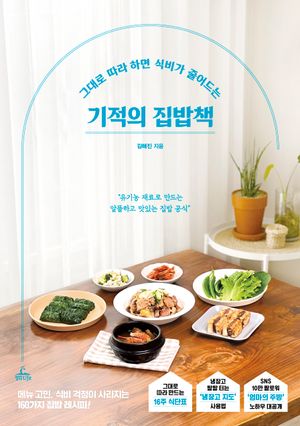 그대로 따라 하면 식비가 줄어드는
기적의 집밥책
김해진 지음
"유기농 재료로 만드는
알뜰하고 맛있는 집밥 공식"
메뉴 고민, 식비 걱정이 사라지는
168가지 집밥 레시피!
그대로
따라 만드는
16주 식단표
냉장고
탈탈 터는
'냉장고 지도'
사용법
SNS
10만 팔로워
'엄마의 주방'
노하우 대공개